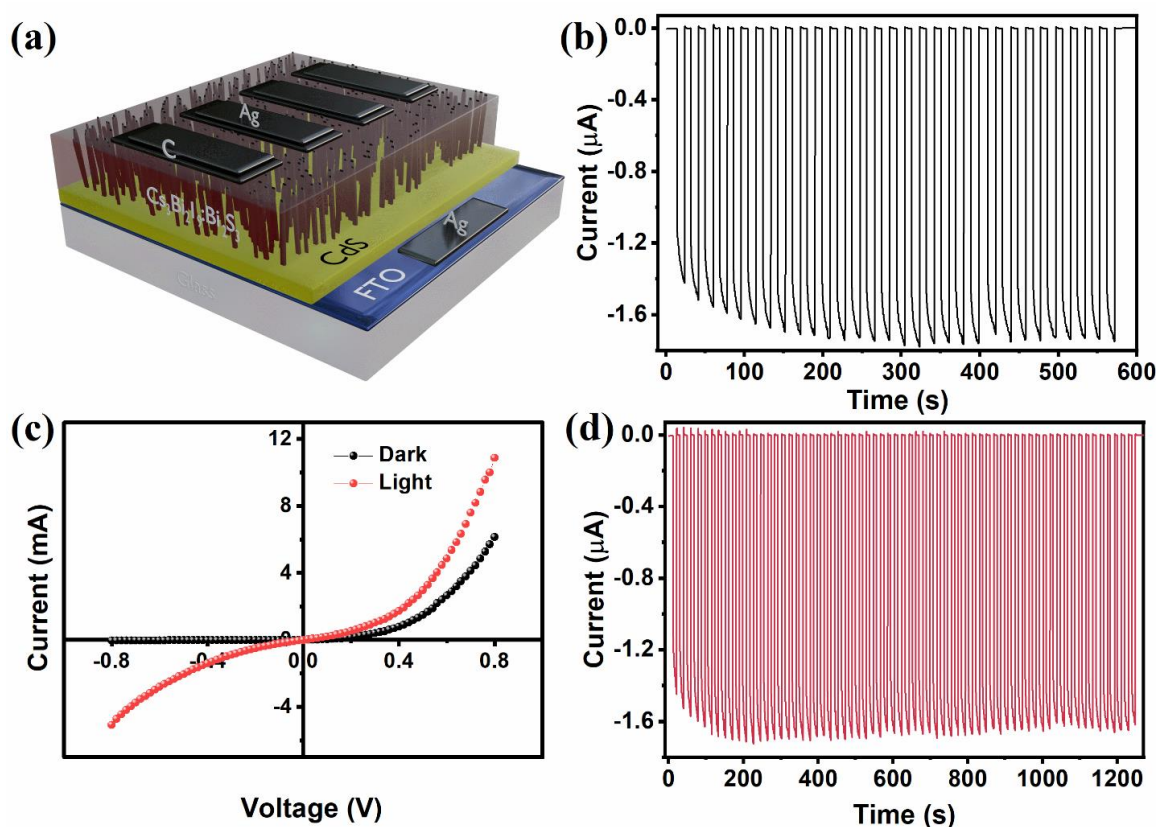 (a)
Ag
C
Cs₃Bi₂I₉:Bi₂S₃
CdS
Ag
FTO
Glass
(b)
0.0
-0.4
-0.8
-1.2
-1.6
Current (μA)
0 100 200 300 400 500 600
Time (s)
(c)
12
8
4
0
-4
Current (mA)
Dark
Light
-0.8 -0.4 0.0 0.4 0.8
Voltage (V)
(d)
0.0
-0.4
-0.8
-1.2
-1.6
Current (μA)
0 200 400 600 800 1000 1200
Time (s)